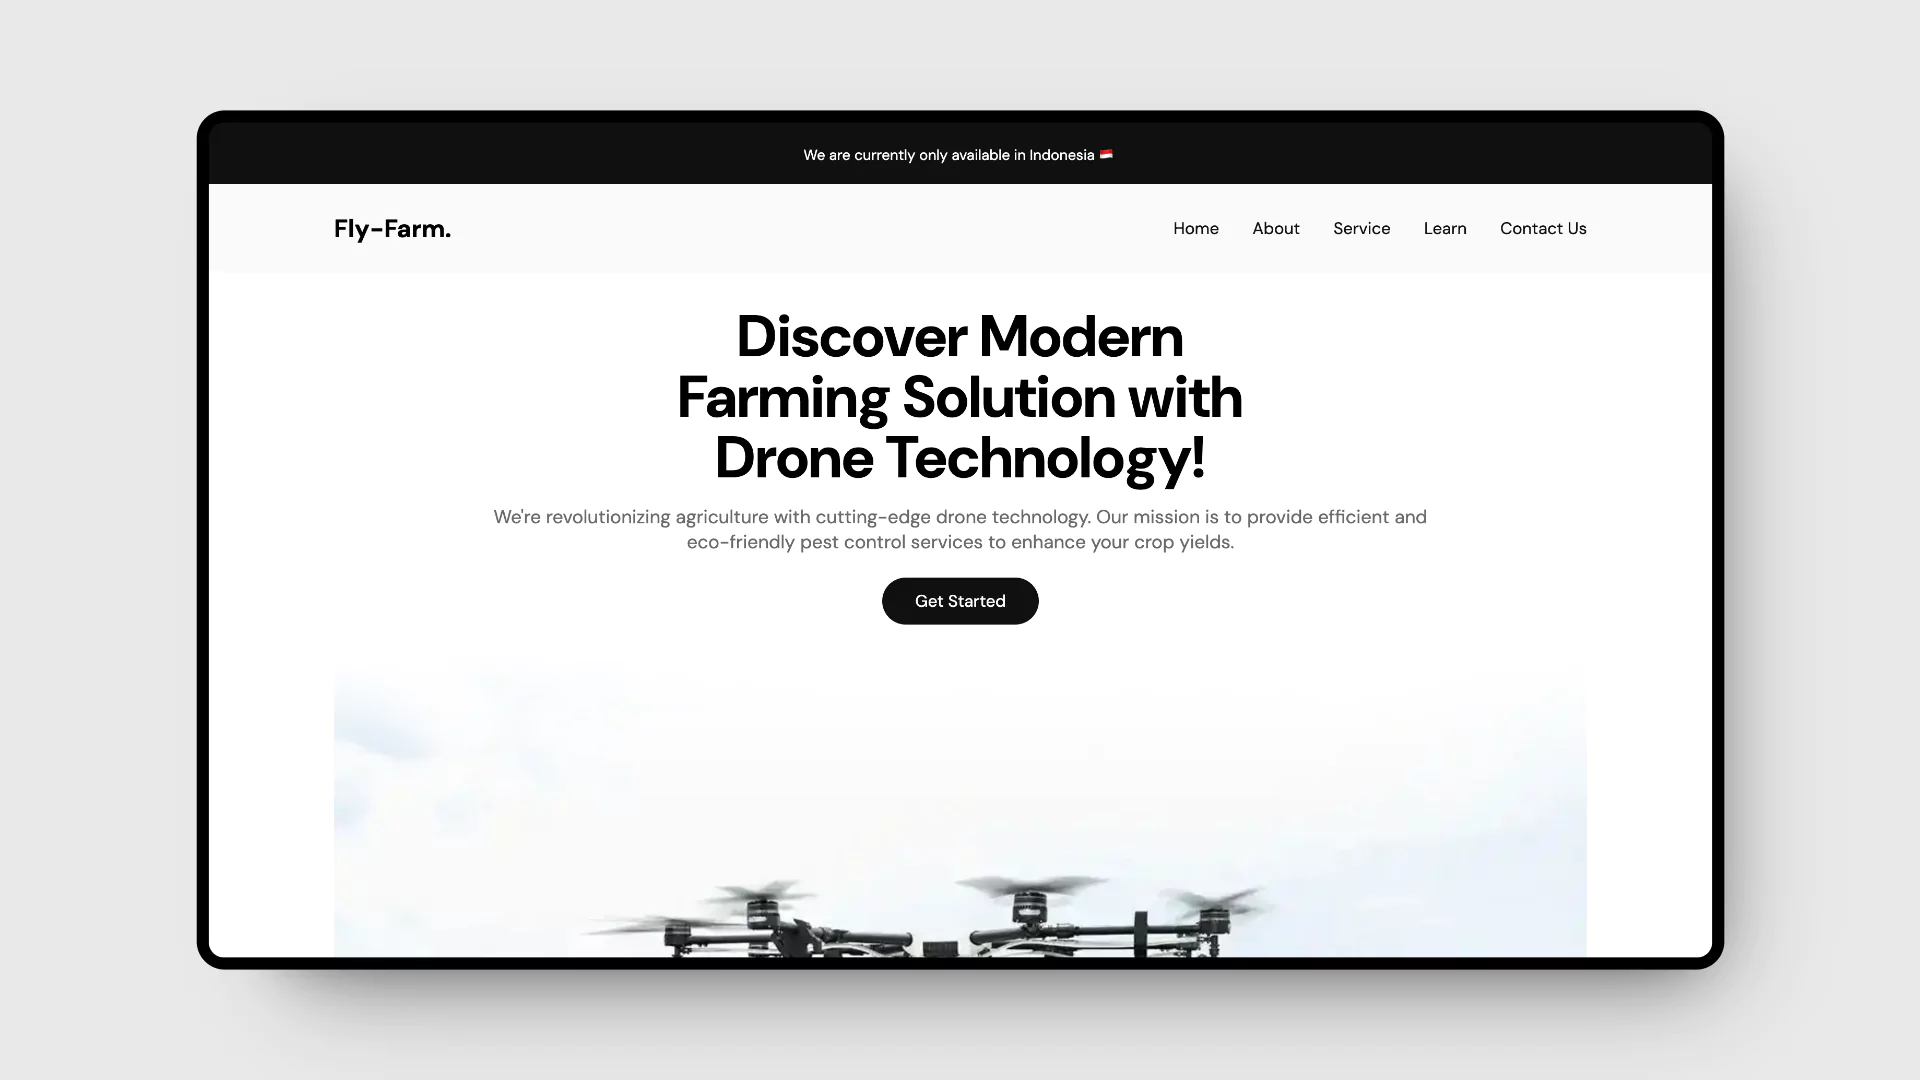 We are currently only available in Indonesia 🇮🇩
Fly-Farm.
Home About Service Learn Contact Us
Discover Modern
Farming Solution with
Drone Technology!
We're revolutionizing agriculture with cutting-edge drone technology. Our mission is to provide efficient and
eco-friendly pest control services to enhance your crop yields.
Get Started